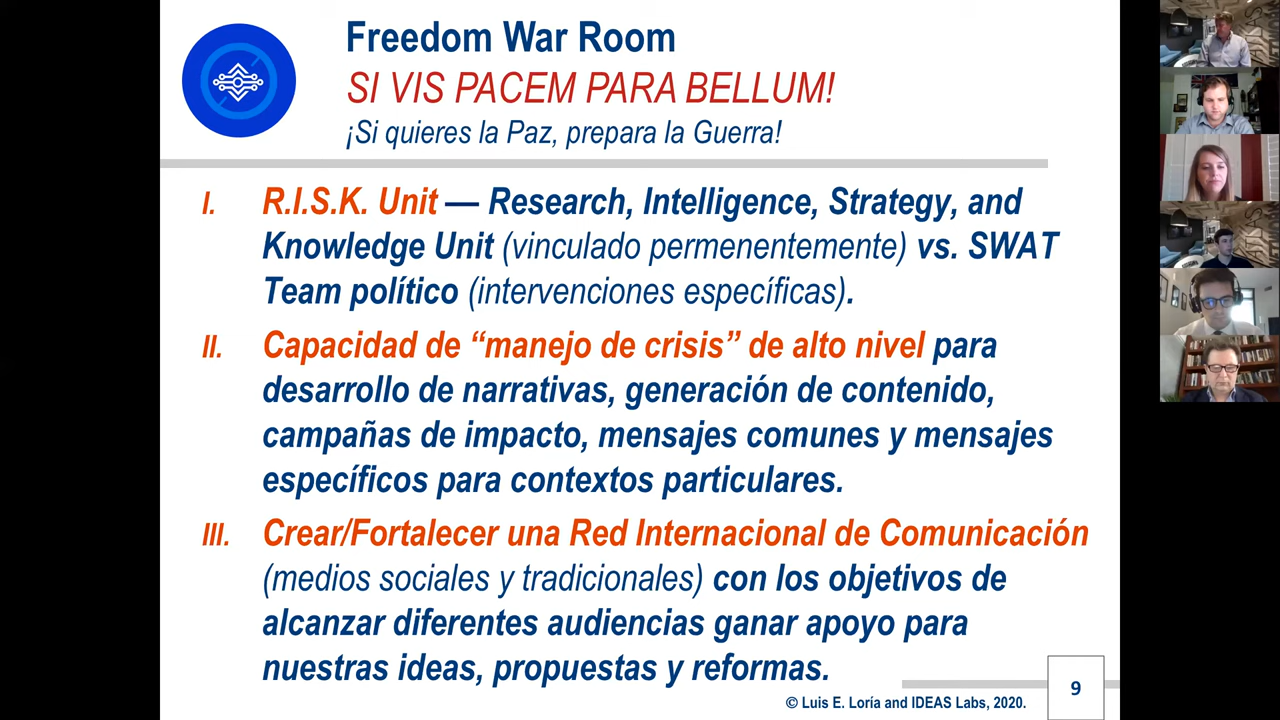 Freedom War Room
SI VIS PACEM PARA BELLUM!
¡Si quieres la Paz, prepara la Guerra!
I. R.I.S.K. Unit — Research, Intelligence, Strategy, and
Knowledge Unit (vinculado permenentemente) vs. SWAT
Team político (intervenciones específicas).
II. Capacidad de “manejo de crisis” de alto nivel para
desarrollo de narrativas, generación de contenido,
campañas de impacto, mensajes comunes y mensajes
específicos para contextos particulares.
III. Crear/Fortalecer una Red Internacional de Comunicación
(medios sociales y tradicionales) con los objetivos de
alcanzar diferentes audiencias ganar apoyo para
nuestras ideas, propuestas y reformas.
© Luis E. Loría and IDEAS Labs, 2020.
9